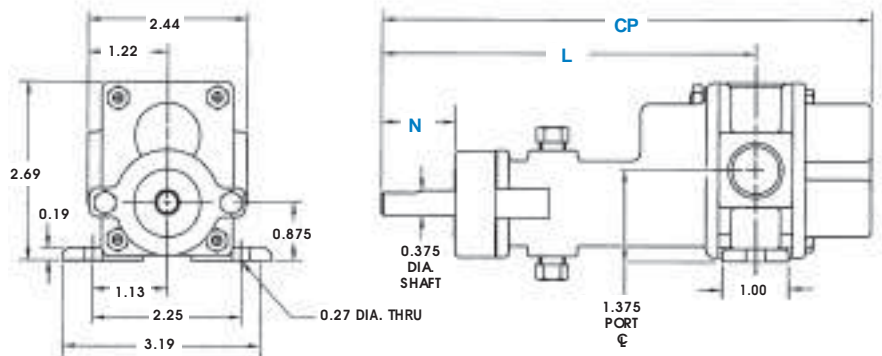 2.44
1.22
2.69
0.19
0.875
1.13
2.25
3.19
0.27 DIA. THRU
CP
L
N
0.375
DIA.
SHAFT
1.375
PORT
℄
1.00